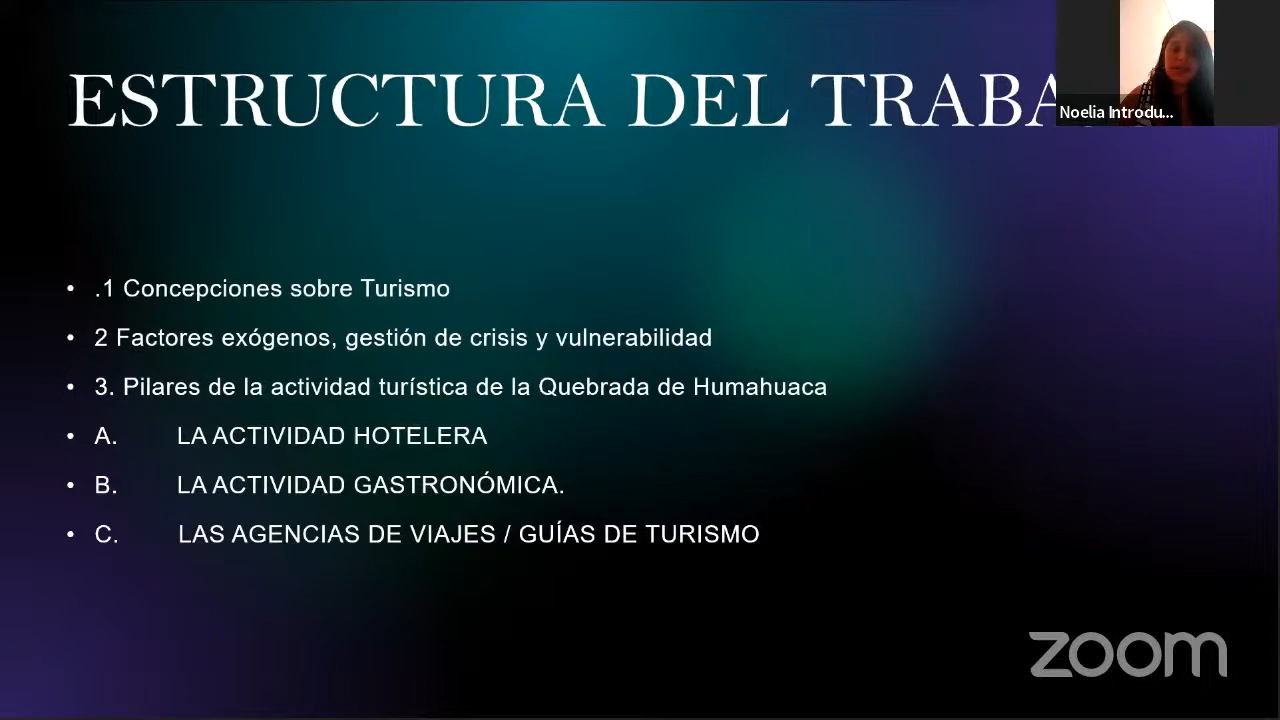 ESTRUCTURA DEL
Noelia Introdu...
• .1 Concepciones sobre Turismo
• 2 Factores exógenos, gestión de crisis y vulnerabilidad
• 3. Pilares de la actividad turística de la Quebrada de Humahuaca
• A. LA ACTIVIDAD HOTELERA
• B. LA ACTIVIDAD GASTRONÓMICA.
• C. LAS AGENCIAS DE VIAJES / GUÍAS DE TURISMO
zoom